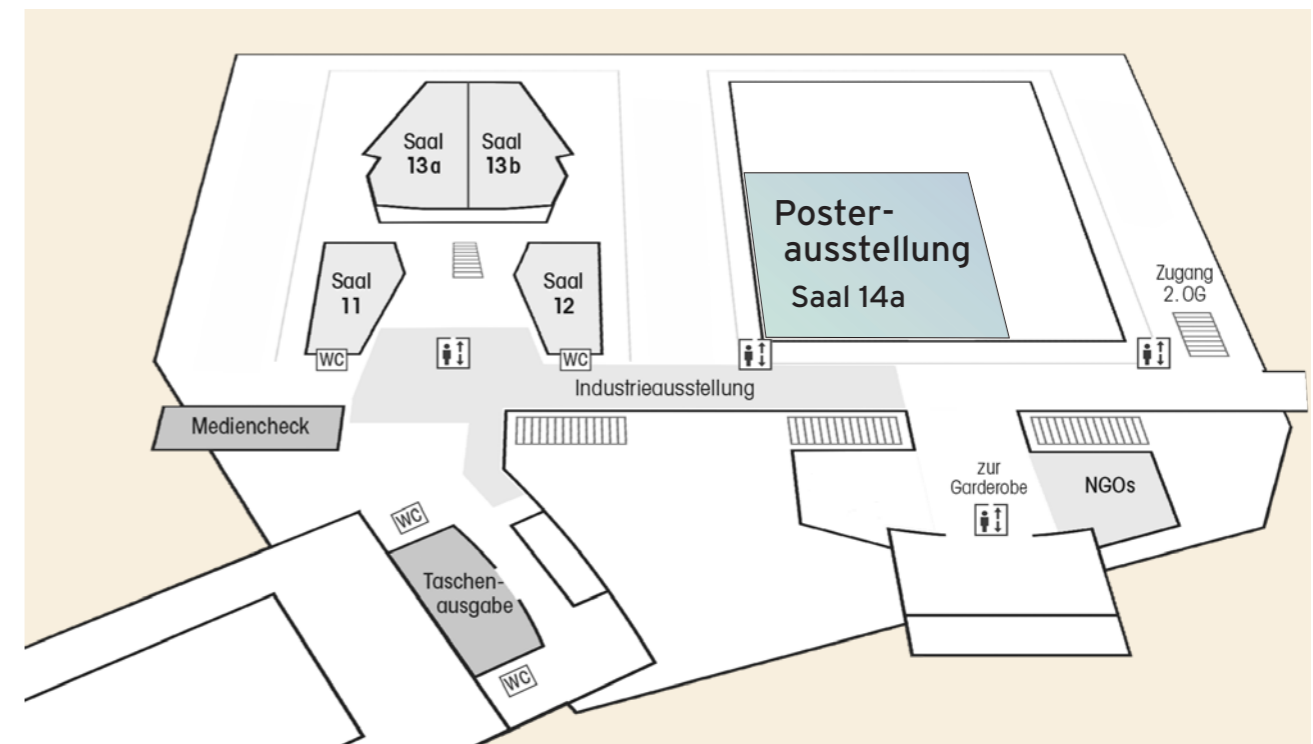 Saal
13a
Saal
13b
Poster-
ausstellung
Saal 14a
Saal
11
Saal
12
Zugang
2. OG
WC
WC
Industrieausstellung
Mediencheck
zur
Garderobe
NGOs
WC
Taschen-
ausgabe
WC